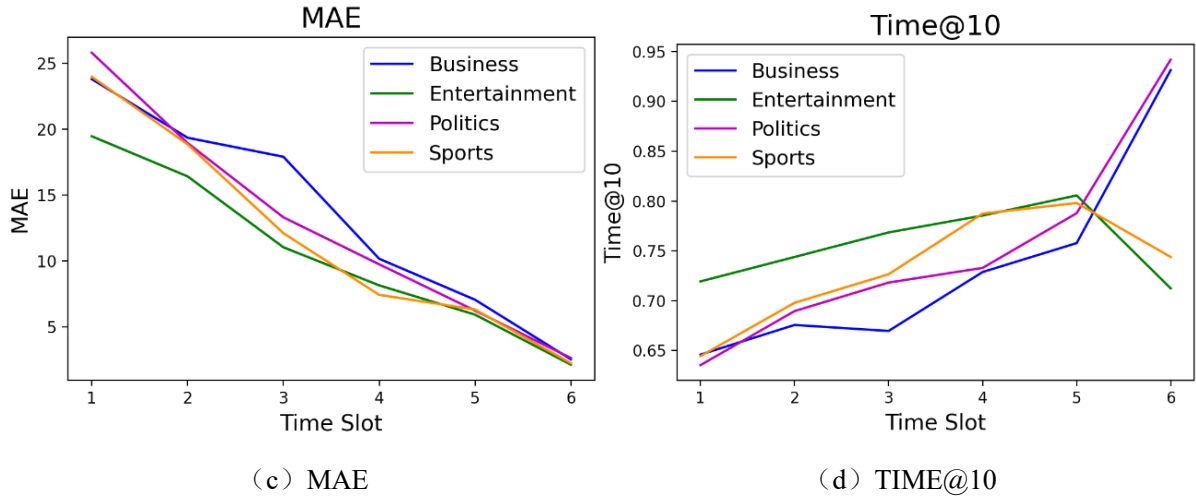 MAE
25
20
15
10
5
MAE
Business
Entertainment
Politics
Sports
1 2 3 4 5 6
Time Slot
（c）MAE
Time@10
0.95
0.90
0.85
0.80
0.75
0.70
0.65
Time@10
Business
Entertainment
Politics
Sports
1 2 3 4 5 6
Time Slot
（d）TIME@10